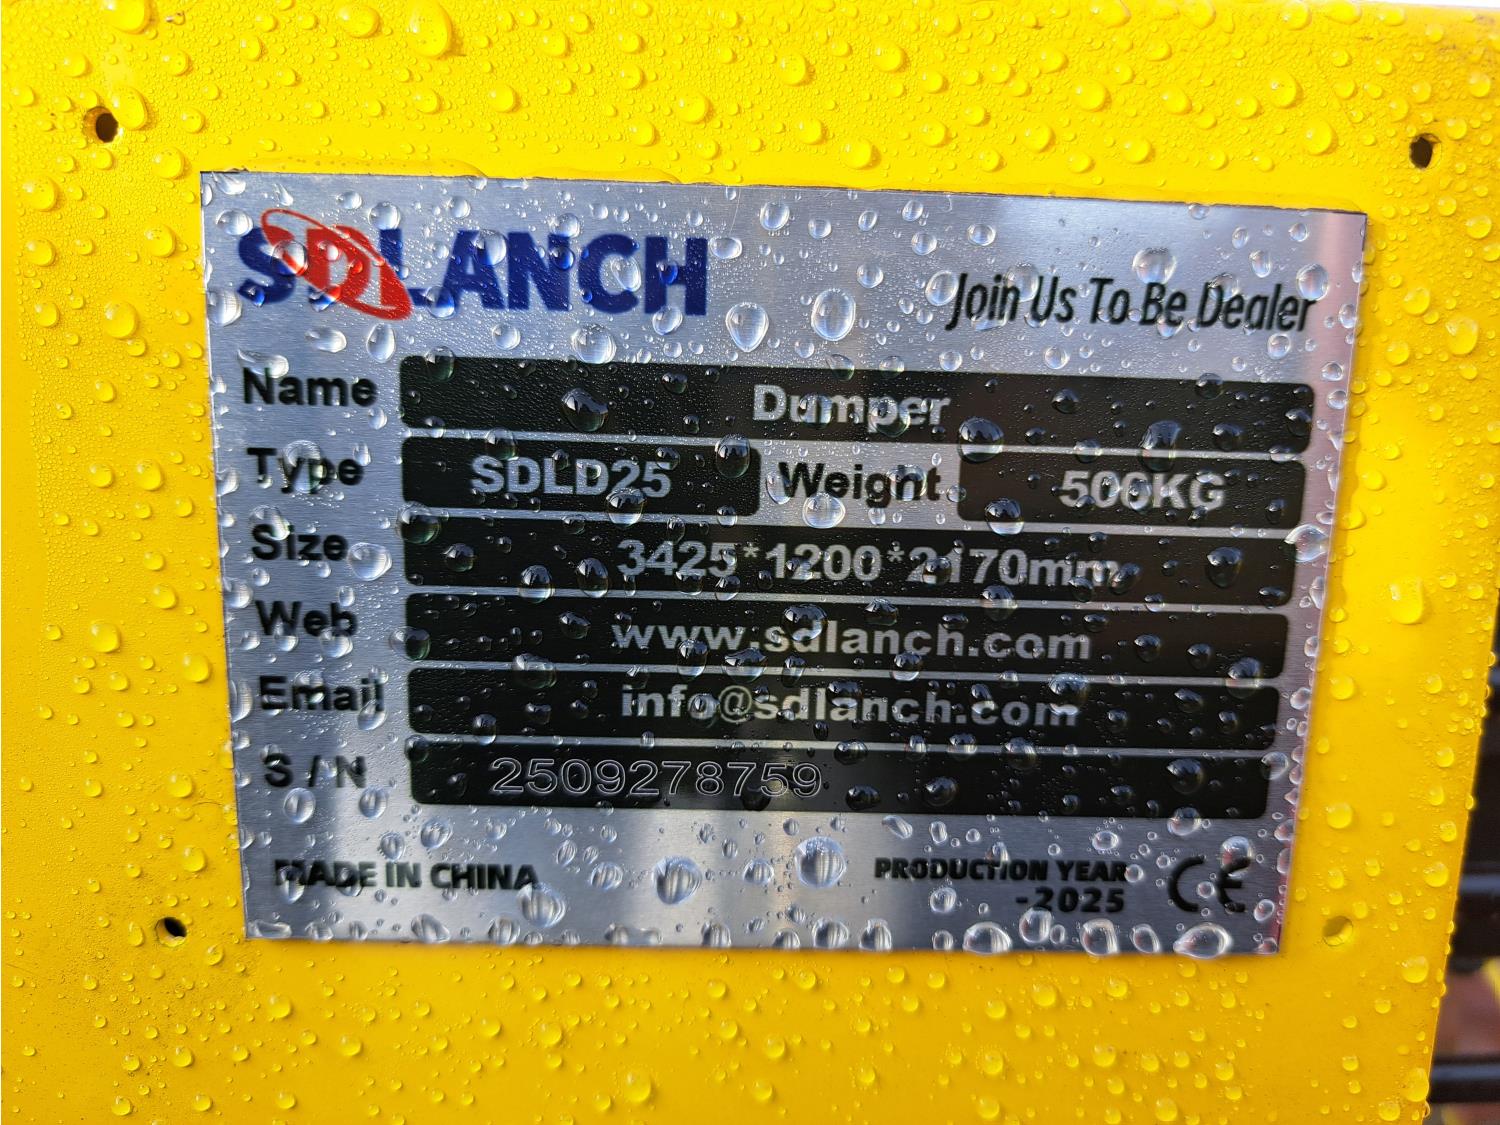 SDLANCH
Join Us To Be Dealer
Name Dumper
Type SDLD25 Weight 500KG
Size 3425*1200*2170mm
Web www.sdlanch.com
Email info@sdlanch.com
S / N 2509278759
MADE IN CHINA
PRODUCTION YEAR
-2025
CE